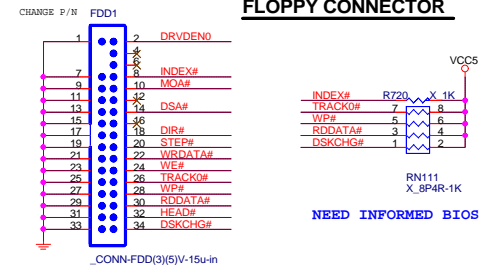 FLOPPY CONNECTOR
CHANGE P/N
FDD1
1 2 DRVDEN0
4
6
7 8 INDEX#
9 10 MOA#
11 12
13 14 DSA#
15 16
17 18 DIR#
19 20 STEP#
21 22 WRDATA#
23 24 WE#
25 26 TRACK0#
27 28 WP#
29 30 RDDATA#
31 32 HEAD#
33 34 DSKCHG#
_CONN-FDD(3)(5)V-15u-in
VCC5
INDEX# R720 X_1K
TRACK0# 7 8
WP# 5 6
RDDATA# 3 4
DSKCHG# 1 2
RN111
X_8P4R-1K
NEED INFORMED BIOS